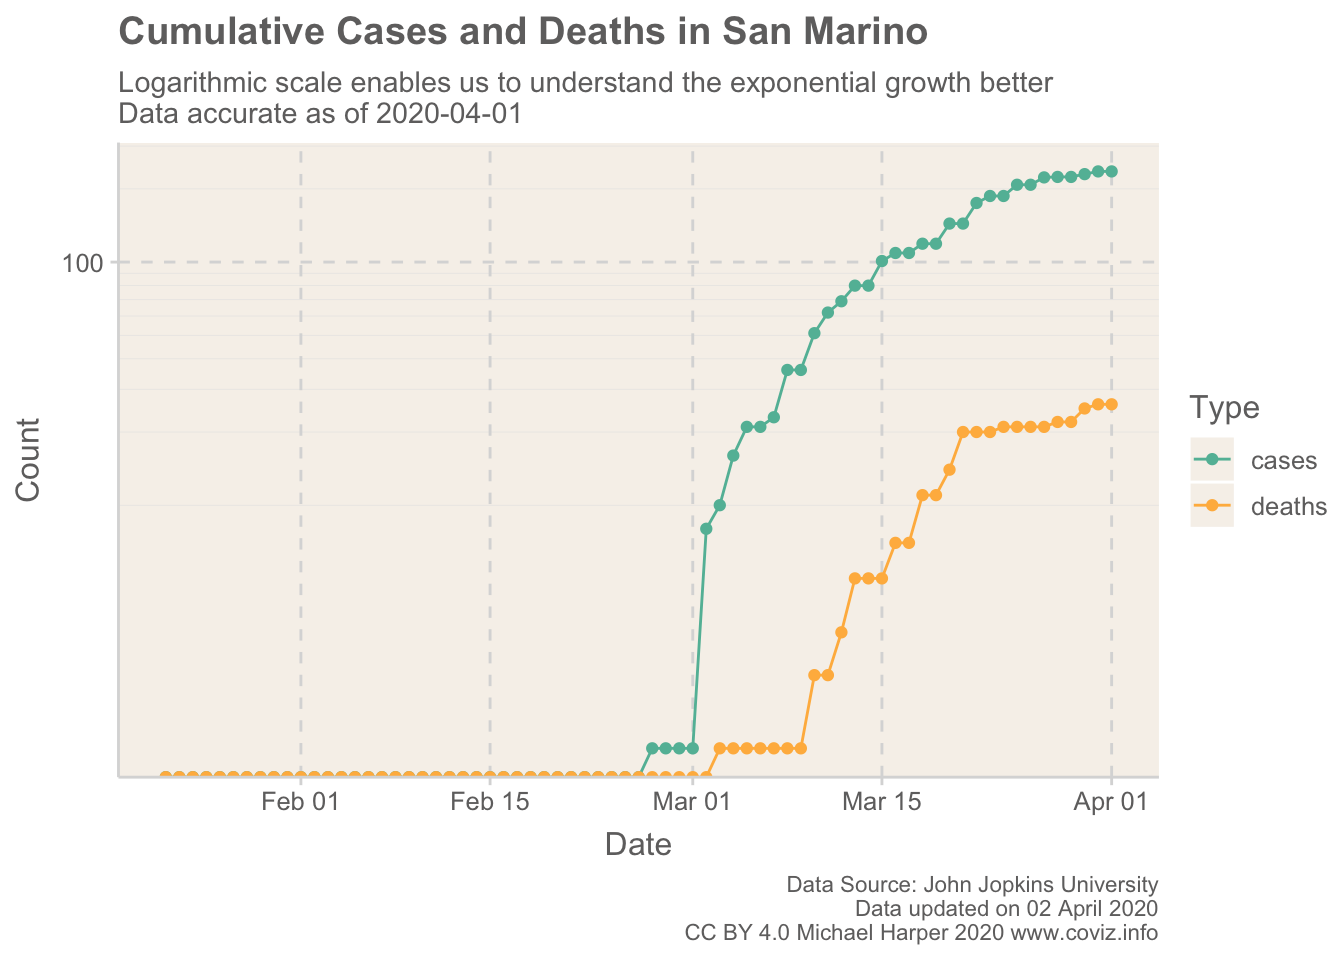 Cumulative Cases and Deaths in San Marino
Logarithmic scale enables us to understand the exponential growth better
Data accurate as of 2020-04-01
100
Count
Feb 01
Feb 15
Mar 01
Mar 15
Apr 01
Date
Type
cases
deaths
Data Source: John Jopkins University
Data updated on 02 April 2020
CC BY 4.0 Michael Harper 2020 www.coviz.info